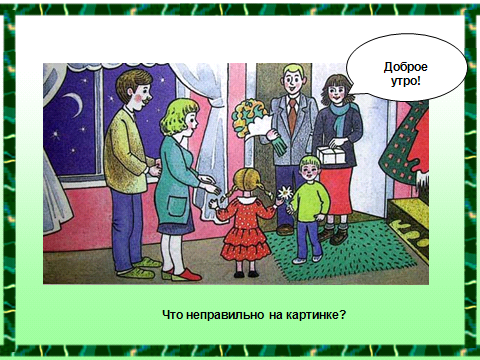 Доброе
утро!
Что неправильно на картинке?